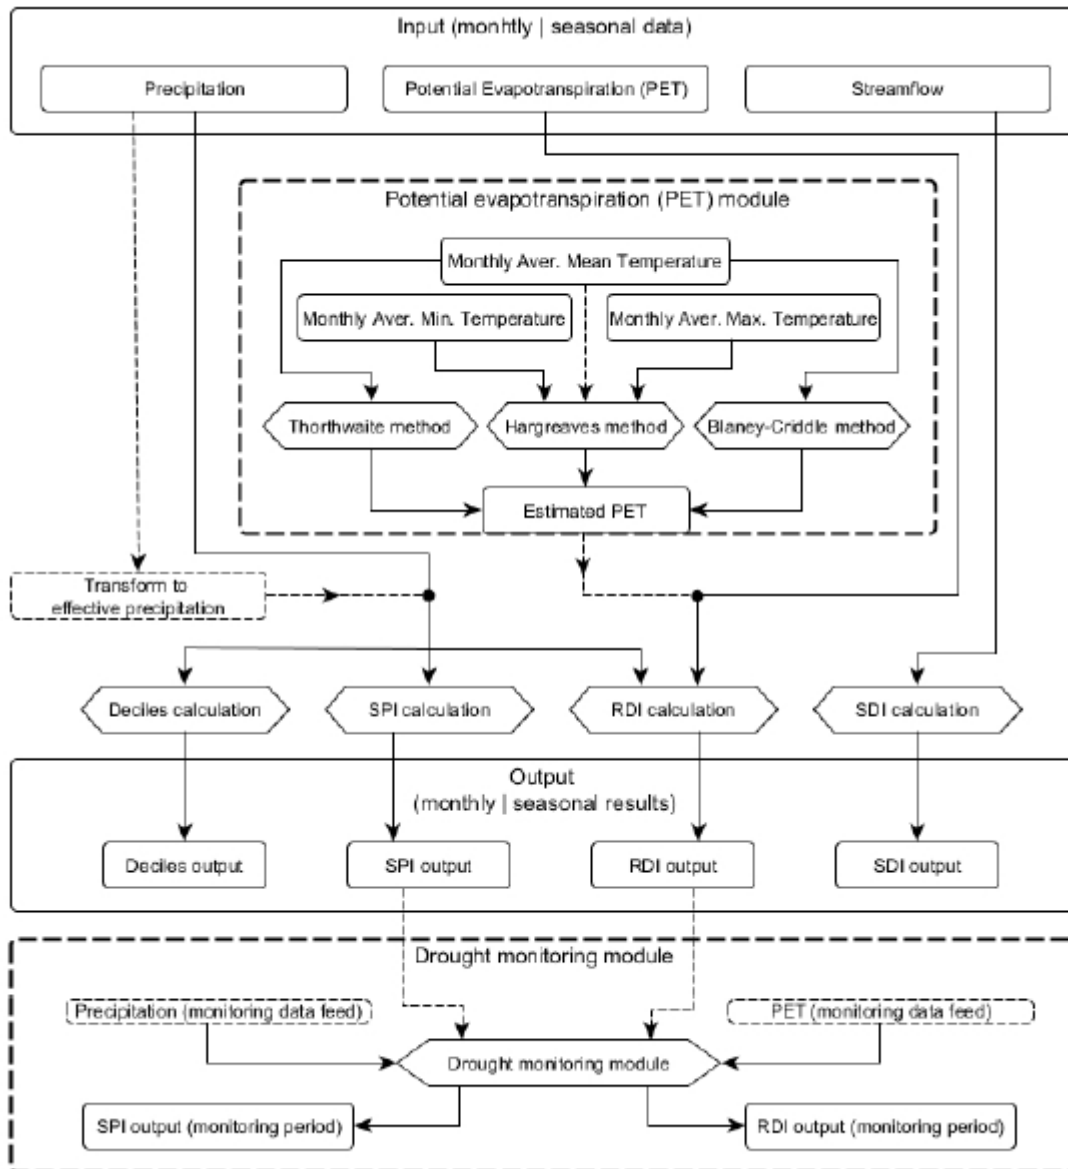 Input (monhtly | seasonal data)
Precipitation
Potential Evapotranspiration (PET)
Streamflow
Potential evapotranspiration (PET) module
Monthly Aver. Mean Temperature
Monthly Aver. Min. Temperature
Monthly Aver. Max. Temperature
Thorthwaite method
Hargreaves method
Blaney-Criddle method
Estimated PET
Transform to
effective precipitation
Deciles calculation
SPI calculation
RDI calculation
SDI calculation
Output
(monthly | seasonal results)
Deciles output
SPI output
RDI output
SDI output
Drought monitoring module
Precipitation (monitoring data feed)
PET (monitoring data feed)
Drought monitoring module
SPI output (monitoring period)
RDI output (monitoring period)